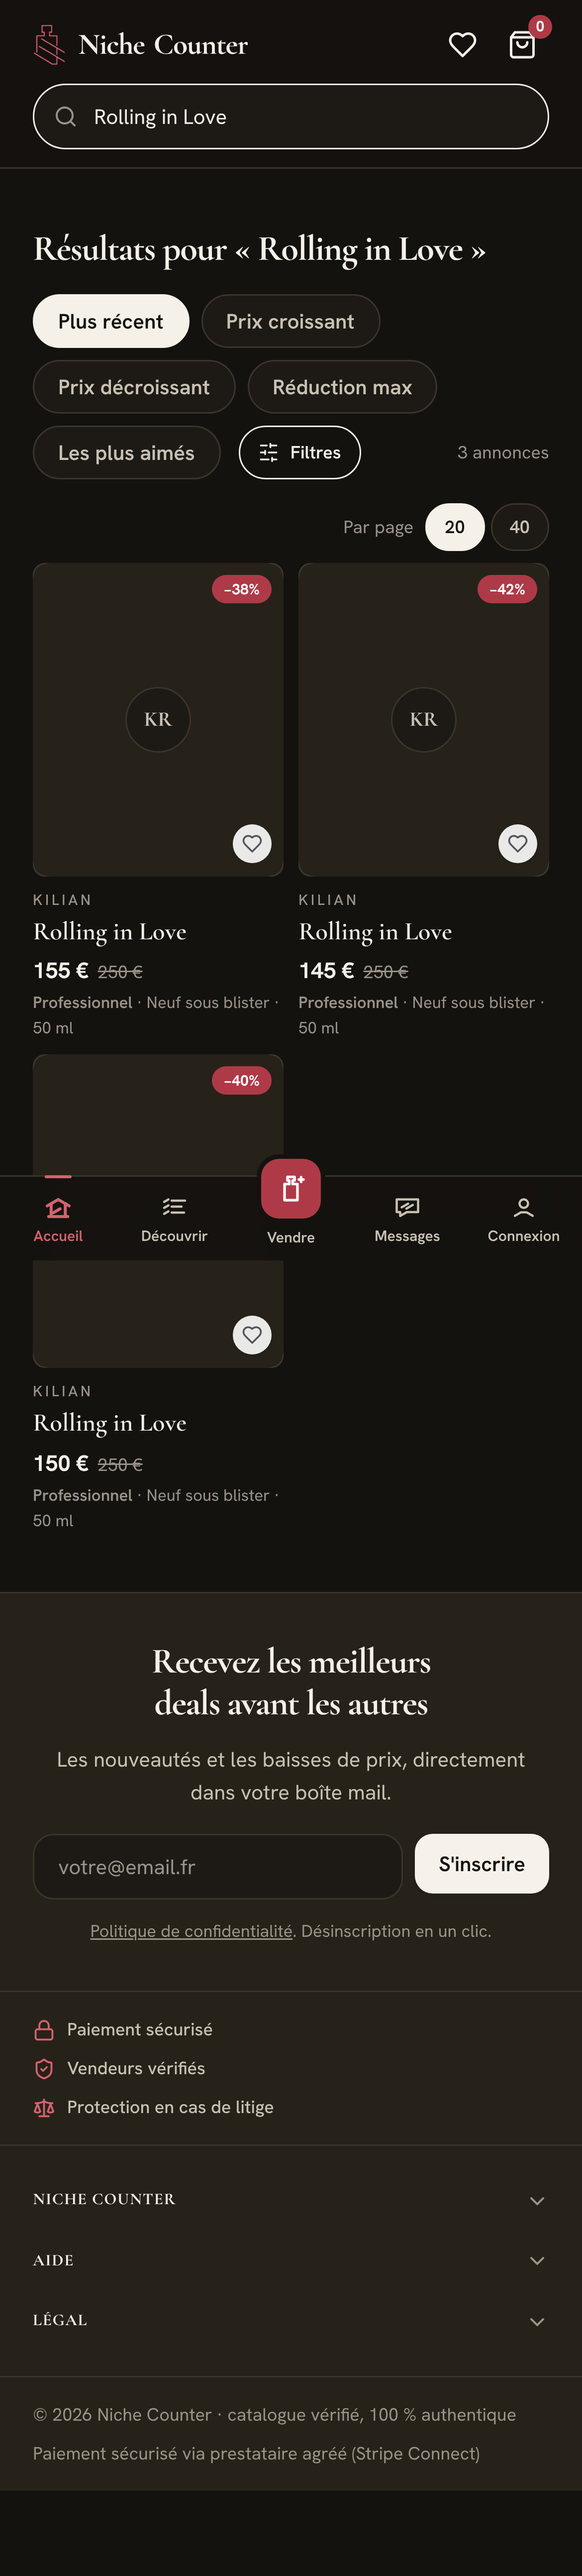 Niche Counter
0
Rolling in Love
Résultats pour « Rolling in Love »
Plus récent
Prix croissant
Prix décroissant
Réduction max
Les plus aimés
Filtres
3 annonces
Par page
20
40
−38%
−42%
KR
KR
KILIAN
KILIAN
Rolling in Love
Rolling in Love
155 € 250 €
145 € 250 €
Professionnel · Neuf sous blister ·
50 ml
Professionnel · Neuf sous blister ·
50 ml
−40%
Accueil
Découvrir
Vendre
Messages
Connexion
KILIAN
Rolling in Love
150 € 250 €
Professionnel · Neuf sous blister ·
50 ml
Recevez les meilleurs
deals avant les autres
Les nouveautés et les baisses de prix, directement
dans votre boîte mail.
votre@email.fr
S'inscrire
Politique de confidentialité. Désinscription en un clic.
Paiement sécurisé
Vendeurs vérifiés
Protection en cas de litige
NICHE COUNTER
AIDE
LÉGAL
© 2026 Niche Counter · catalogue vérifié, 100 % authentique
Paiement sécurisé via prestataire agréé (Stripe Connect)